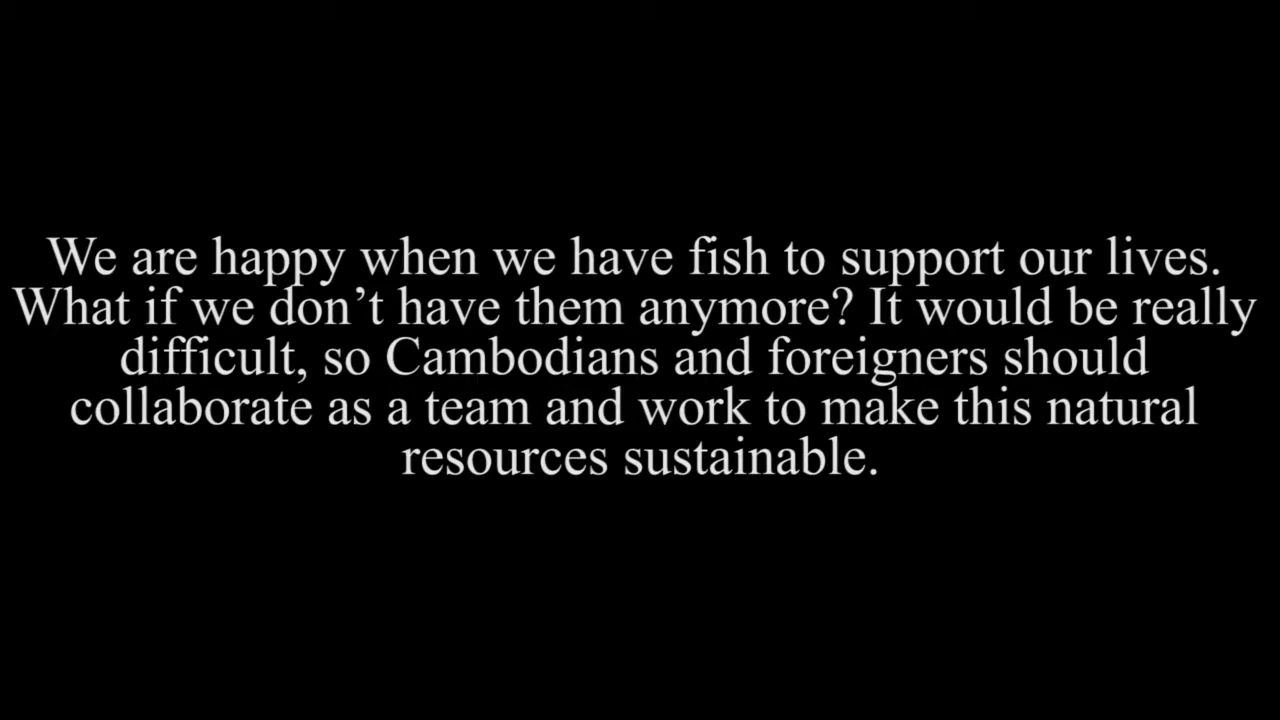 We are happy when we have fish to support our lives.
What if we don’t have them anymore? It would be really
difficult, so Cambodians and foreigners should
collaborate as a team and work to make this natural
resources sustainable.